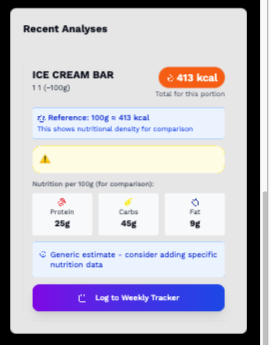 Recent Analyses
ICE CREAM BAR
413 kcal
1 1 (~100g)
Total for this portion
Reference: 100g ≈ 413 kcal
This shows nutritional density for comparison
Nutrition per 100g (for comparison):
Protein
Carbs
Fat
25g
45g
9g
Generic estimate - consider adding specific
nutrition data
Log to Weekly Tracker